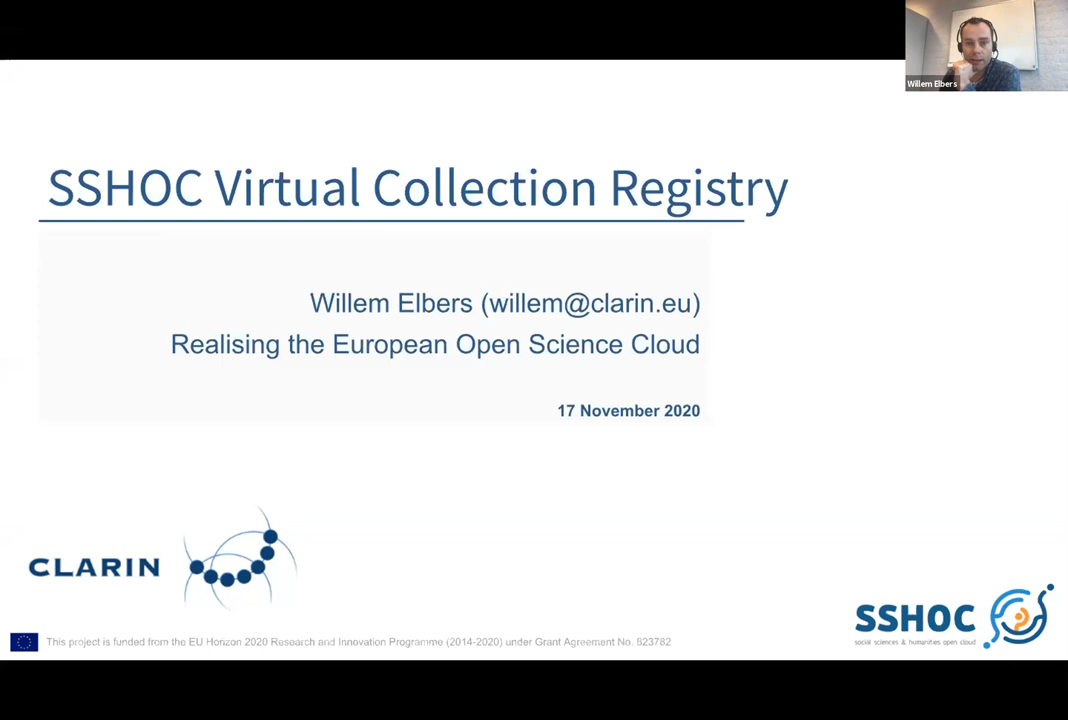 Willem Elbers
SSHOC Virtual Collection Registry
Willem Elbers (willem@clarin.eu)
Realising the European Open Science Cloud
17 November 2020
CLARIN
SSHOC
social sciences & humanities open cloud
This project is funded from the EU Horizon 2020 Research and Innovation Programme (2014-2020) under Grant Agreement No. 823782